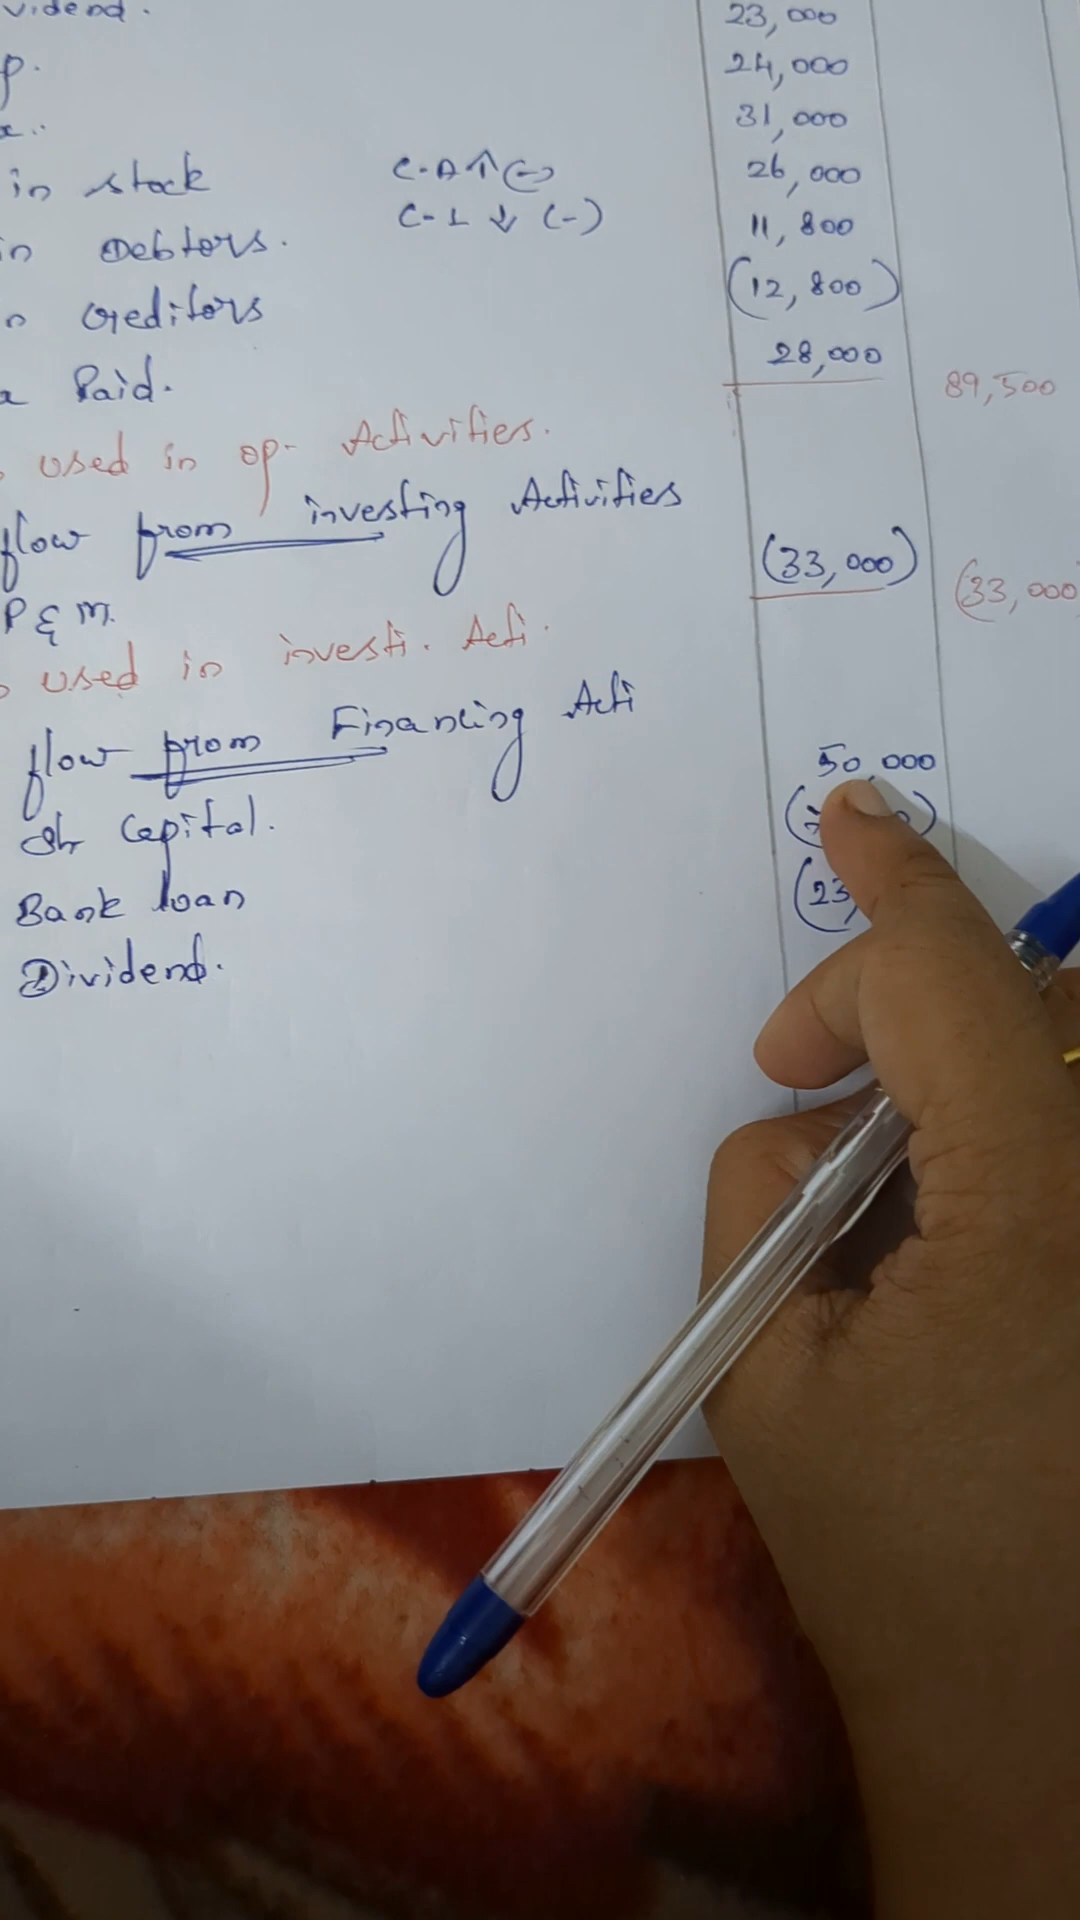 vidend. 23,000
p. 24,000
x.. 31,000
in stock C-A↑(-) 26,000
in Debtors. C-L↓(-) 11,800
n Creditors (12,800)
x Paid. 28,000
89,500
used in op- Activities.
flow from investing Activities
P & M. (33,000) (33,000
used in investi. Acti.
flow from Financing Acti
Sh Capital. 50,000
Bank loan
Dividend. (23,